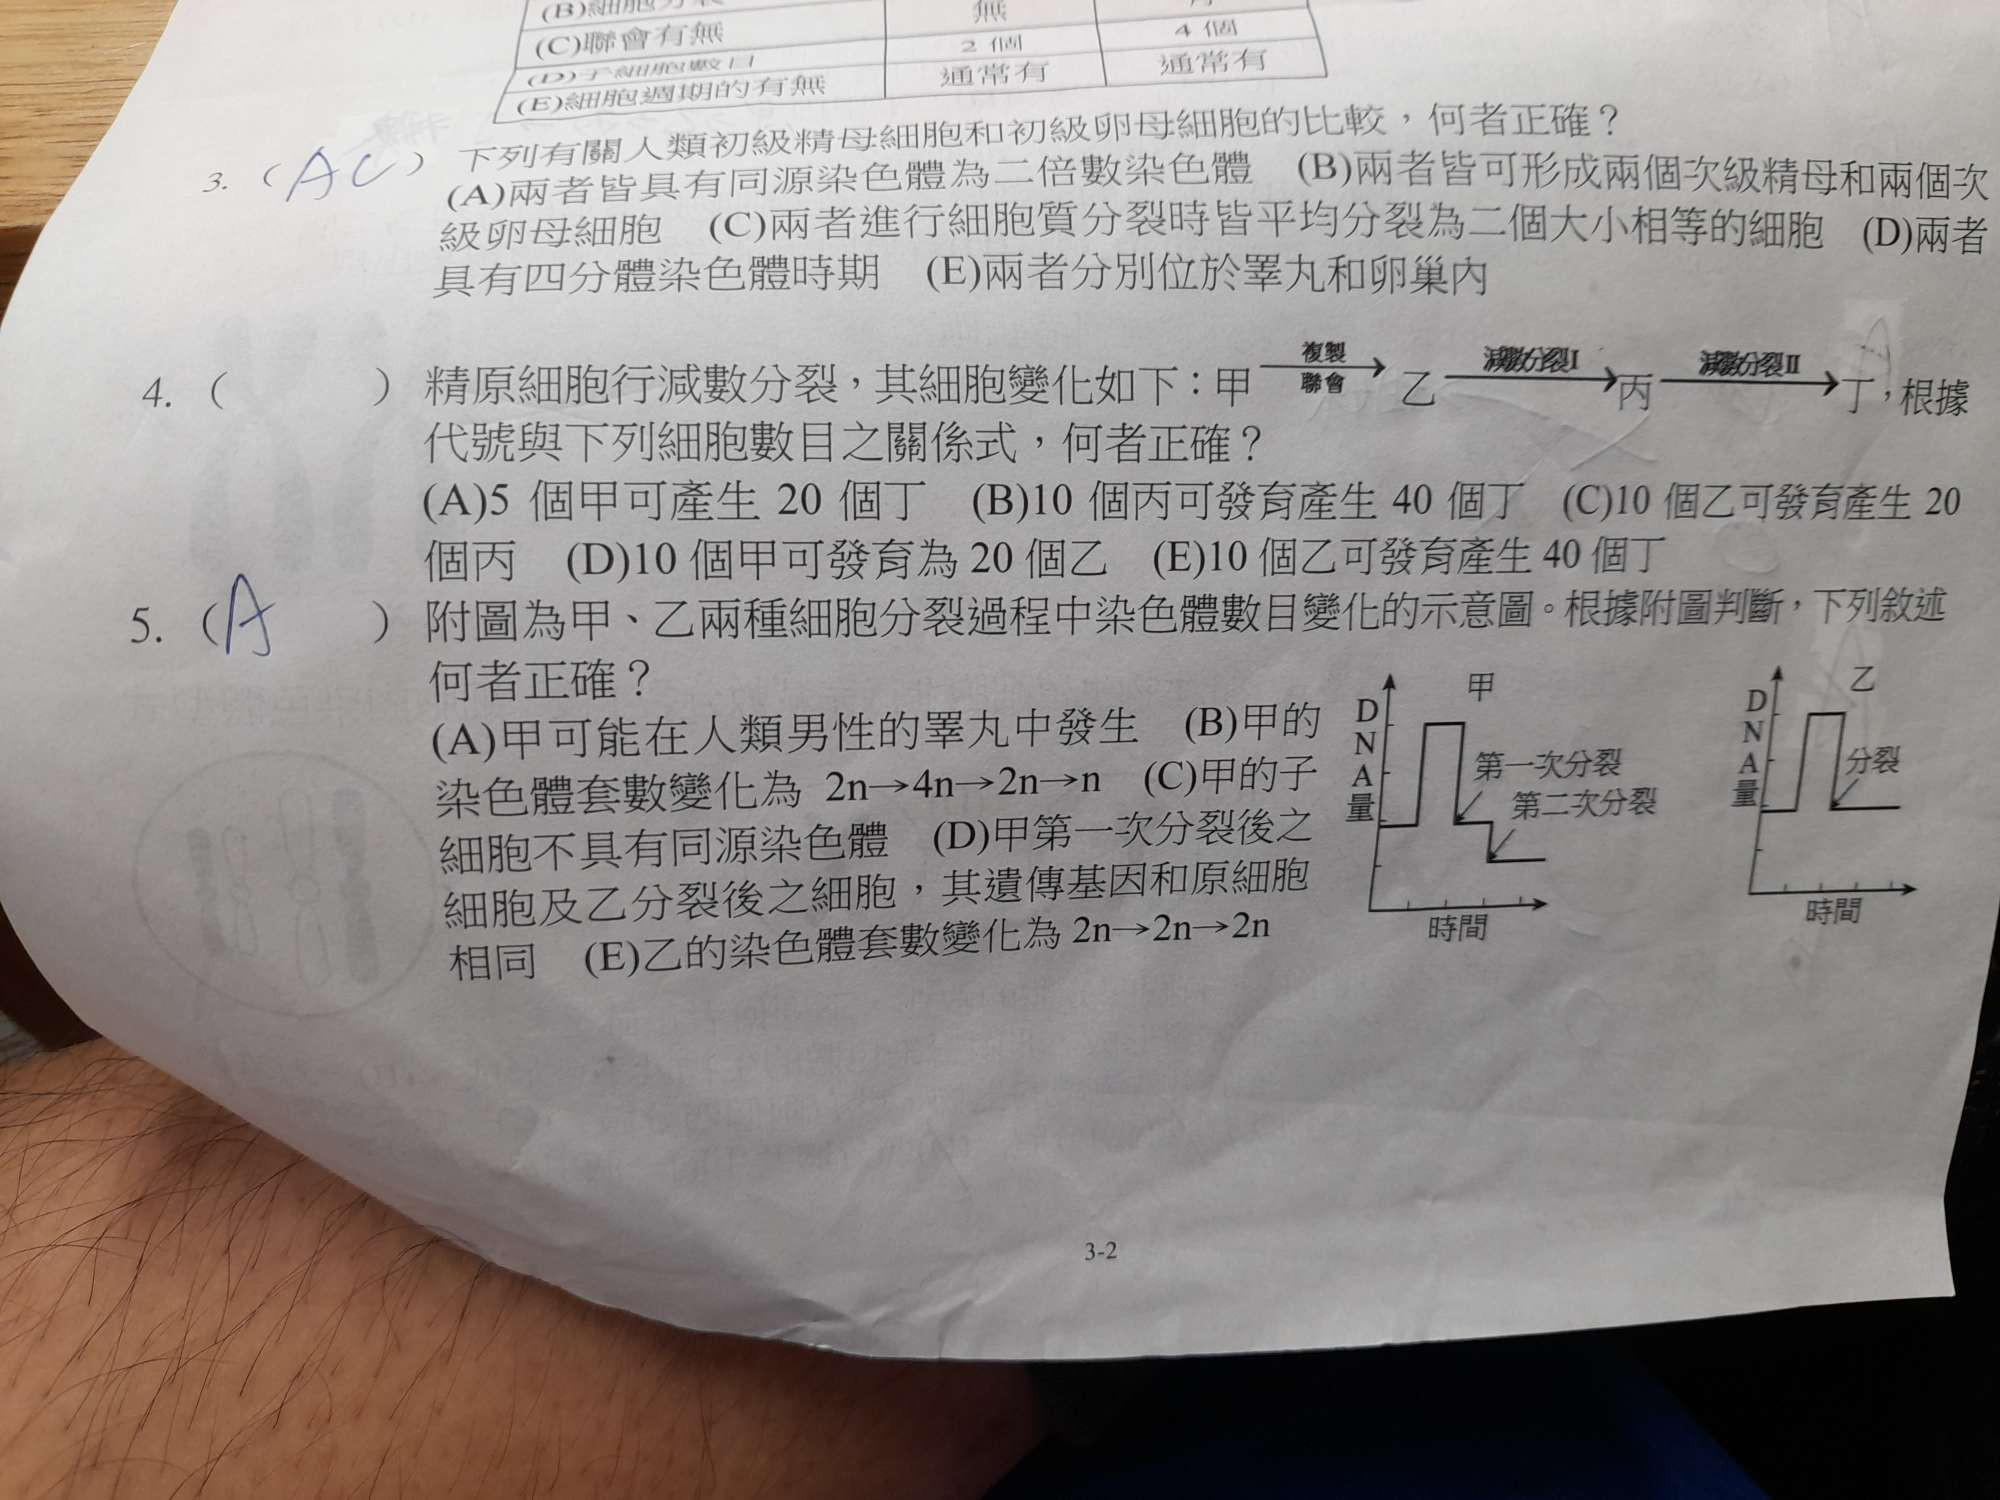 (B)細胞分裂 無
(C)聯會有無 2 個 4 個
(D)子細胞數目 通常有 通常有
(E)細胞週期的有無
3. (AC) 下列有關人類初級精母細胞和初級卵母細胞的比較，何者正確？
(A)兩者皆具有同源染色體為二倍數染色體 (B)兩者皆可形成兩個次級精母和兩個次
級卵母細胞 (C)兩者進行細胞質分裂時皆平均分裂為二個大小相等的細胞 (D)兩者
具有四分體染色體時期 (E)兩者分別位於睪丸和卵巢內
4. ( ) 精原細胞行減數分裂，其細胞變化如下：甲 複製 聯會 乙 減數分裂I 丙 減數分裂II 丁，根據
代號與下列細胞數目之關係式，何者正確？
(A)5 個甲可產生 20 個丁 (B)10 個丙可發育產生 40 個丁 (C)10 個乙可發育產生 20
個丙 (D)10 個甲可發育為 20 個乙 (E)10 個乙可發育產生 40 個丁
5. (A ) 附圖為甲、乙兩種細胞分裂過程中染色體數目變化的示意圖。根據附圖判斷，下列敘述
何者正確？
(A)甲可能在人類男性的睪丸中發生 (B)甲的
染色體套數變化為 2n→4n→2n→n (C)甲的子
細胞不具有同源染色體 (D)甲第一次分裂後之
細胞及乙分裂後之細胞，其遺傳基因和原細胞
相同 (E)乙的染色體套數變化為 2n→2n→2n
DNA量
甲
第一次分裂
第二次分裂
時間
DNA量
乙
分裂
時間
3-2